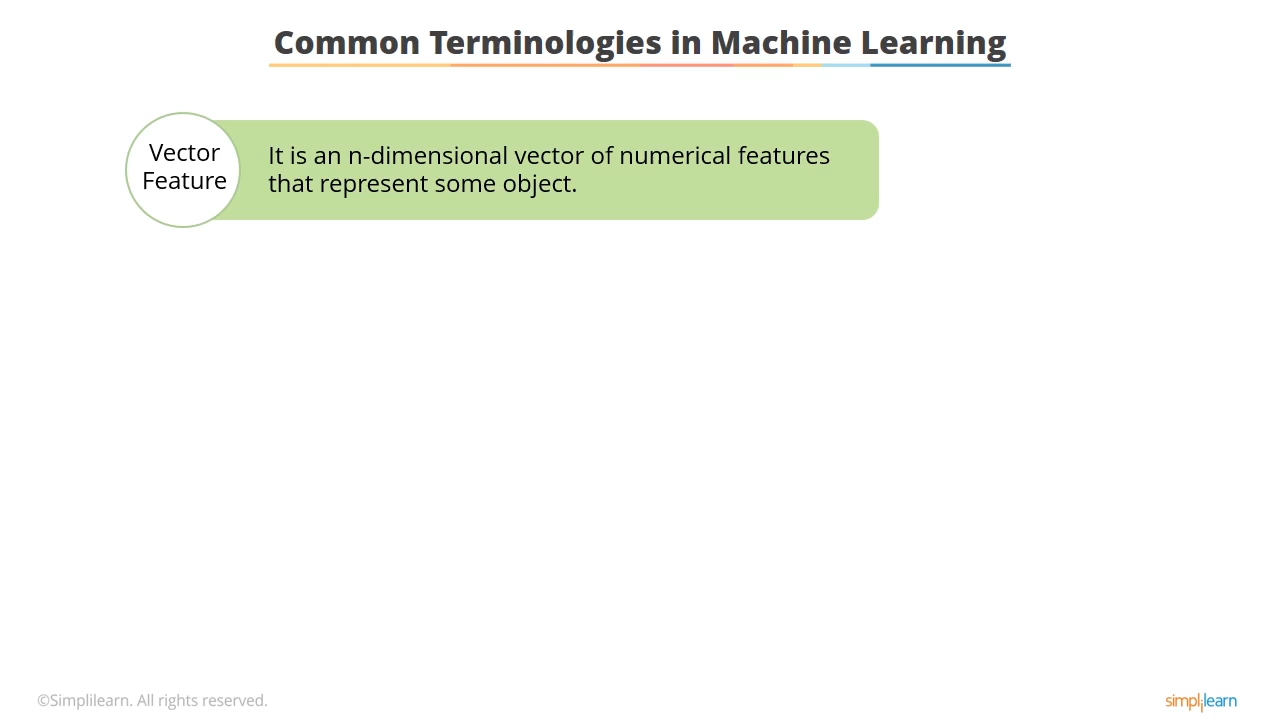 Common Terminologies in Machine Learning
Vector
Feature
It is an n-dimensional vector of numerical features
that represent some object.
©Simplilearn. All rights reserved.
simplilearn